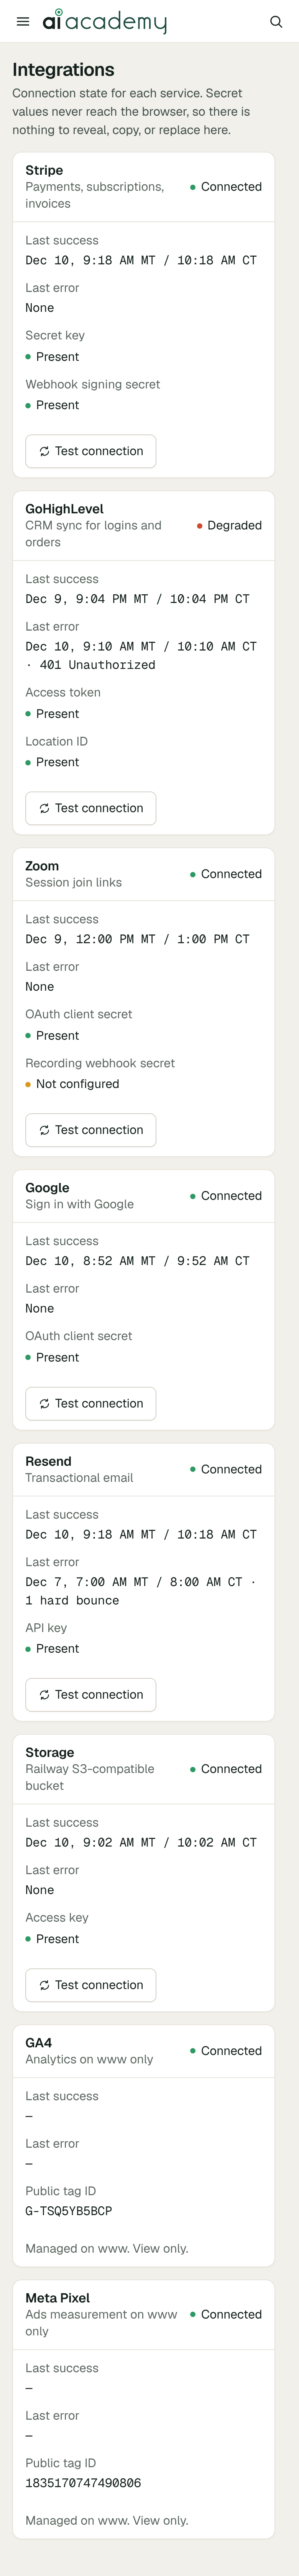 ai academy
Integrations
Connection state for each service. Secret
values never reach the browser, so there is
nothing to reveal, copy, or replace here.
Stripe
Payments, subscriptions,
invoices
Connected
Last success
Dec 10, 9:18 AM MT / 10:18 AM CT
Last error
None
Secret key
Present
Webhook signing secret
Present
Test connection
GoHighLevel
CRM sync for logins and
orders
Degraded
Last success
Dec 9, 9:04 PM MT / 10:04 PM CT
Last error
Dec 10, 9:10 AM MT / 10:10 AM CT
· 401 Unauthorized
Access token
Present
Location ID
Present
Test connection
Zoom
Session join links
Connected
Last success
Dec 9, 12:00 PM MT / 1:00 PM CT
Last error
None
OAuth client secret
Present
Recording webhook secret
Not configured
Test connection
Google
Sign in with Google
Connected
Last success
Dec 10, 8:52 AM MT / 9:52 AM CT
Last error
None
OAuth client secret
Present
Test connection
Resend
Transactional email
Connected
Last success
Dec 10, 9:18 AM MT / 10:18 AM CT
Last error
Dec 7, 7:00 AM MT / 8:00 AM CT ·
1 hard bounce
API key
Present
Test connection
Storage
Railway S3-compatible
bucket
Connected
Last success
Dec 10, 9:02 AM MT / 10:02 AM CT
Last error
None
Access key
Present
Test connection
GA4
Analytics on www only
Connected
Last success
—
Last error
—
Public tag ID
G-TSQ5YB5BCP
Managed on www. View only.
Meta Pixel
Ads measurement on www
only
Connected
Last success
—
Last error
—
Public tag ID
1835170747490806
Managed on www. View only.